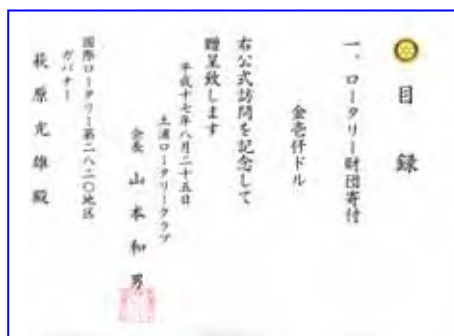 目録
一、ロータリー財団寄付
金壱仟ドル
右公式訪問を記念して
贈呈致します
平成十七年八月二十五日
土浦ロータリークラブ
会長 山本和男
国際ロータリー第二八二〇地区
ガバナー
萩原光雄殿